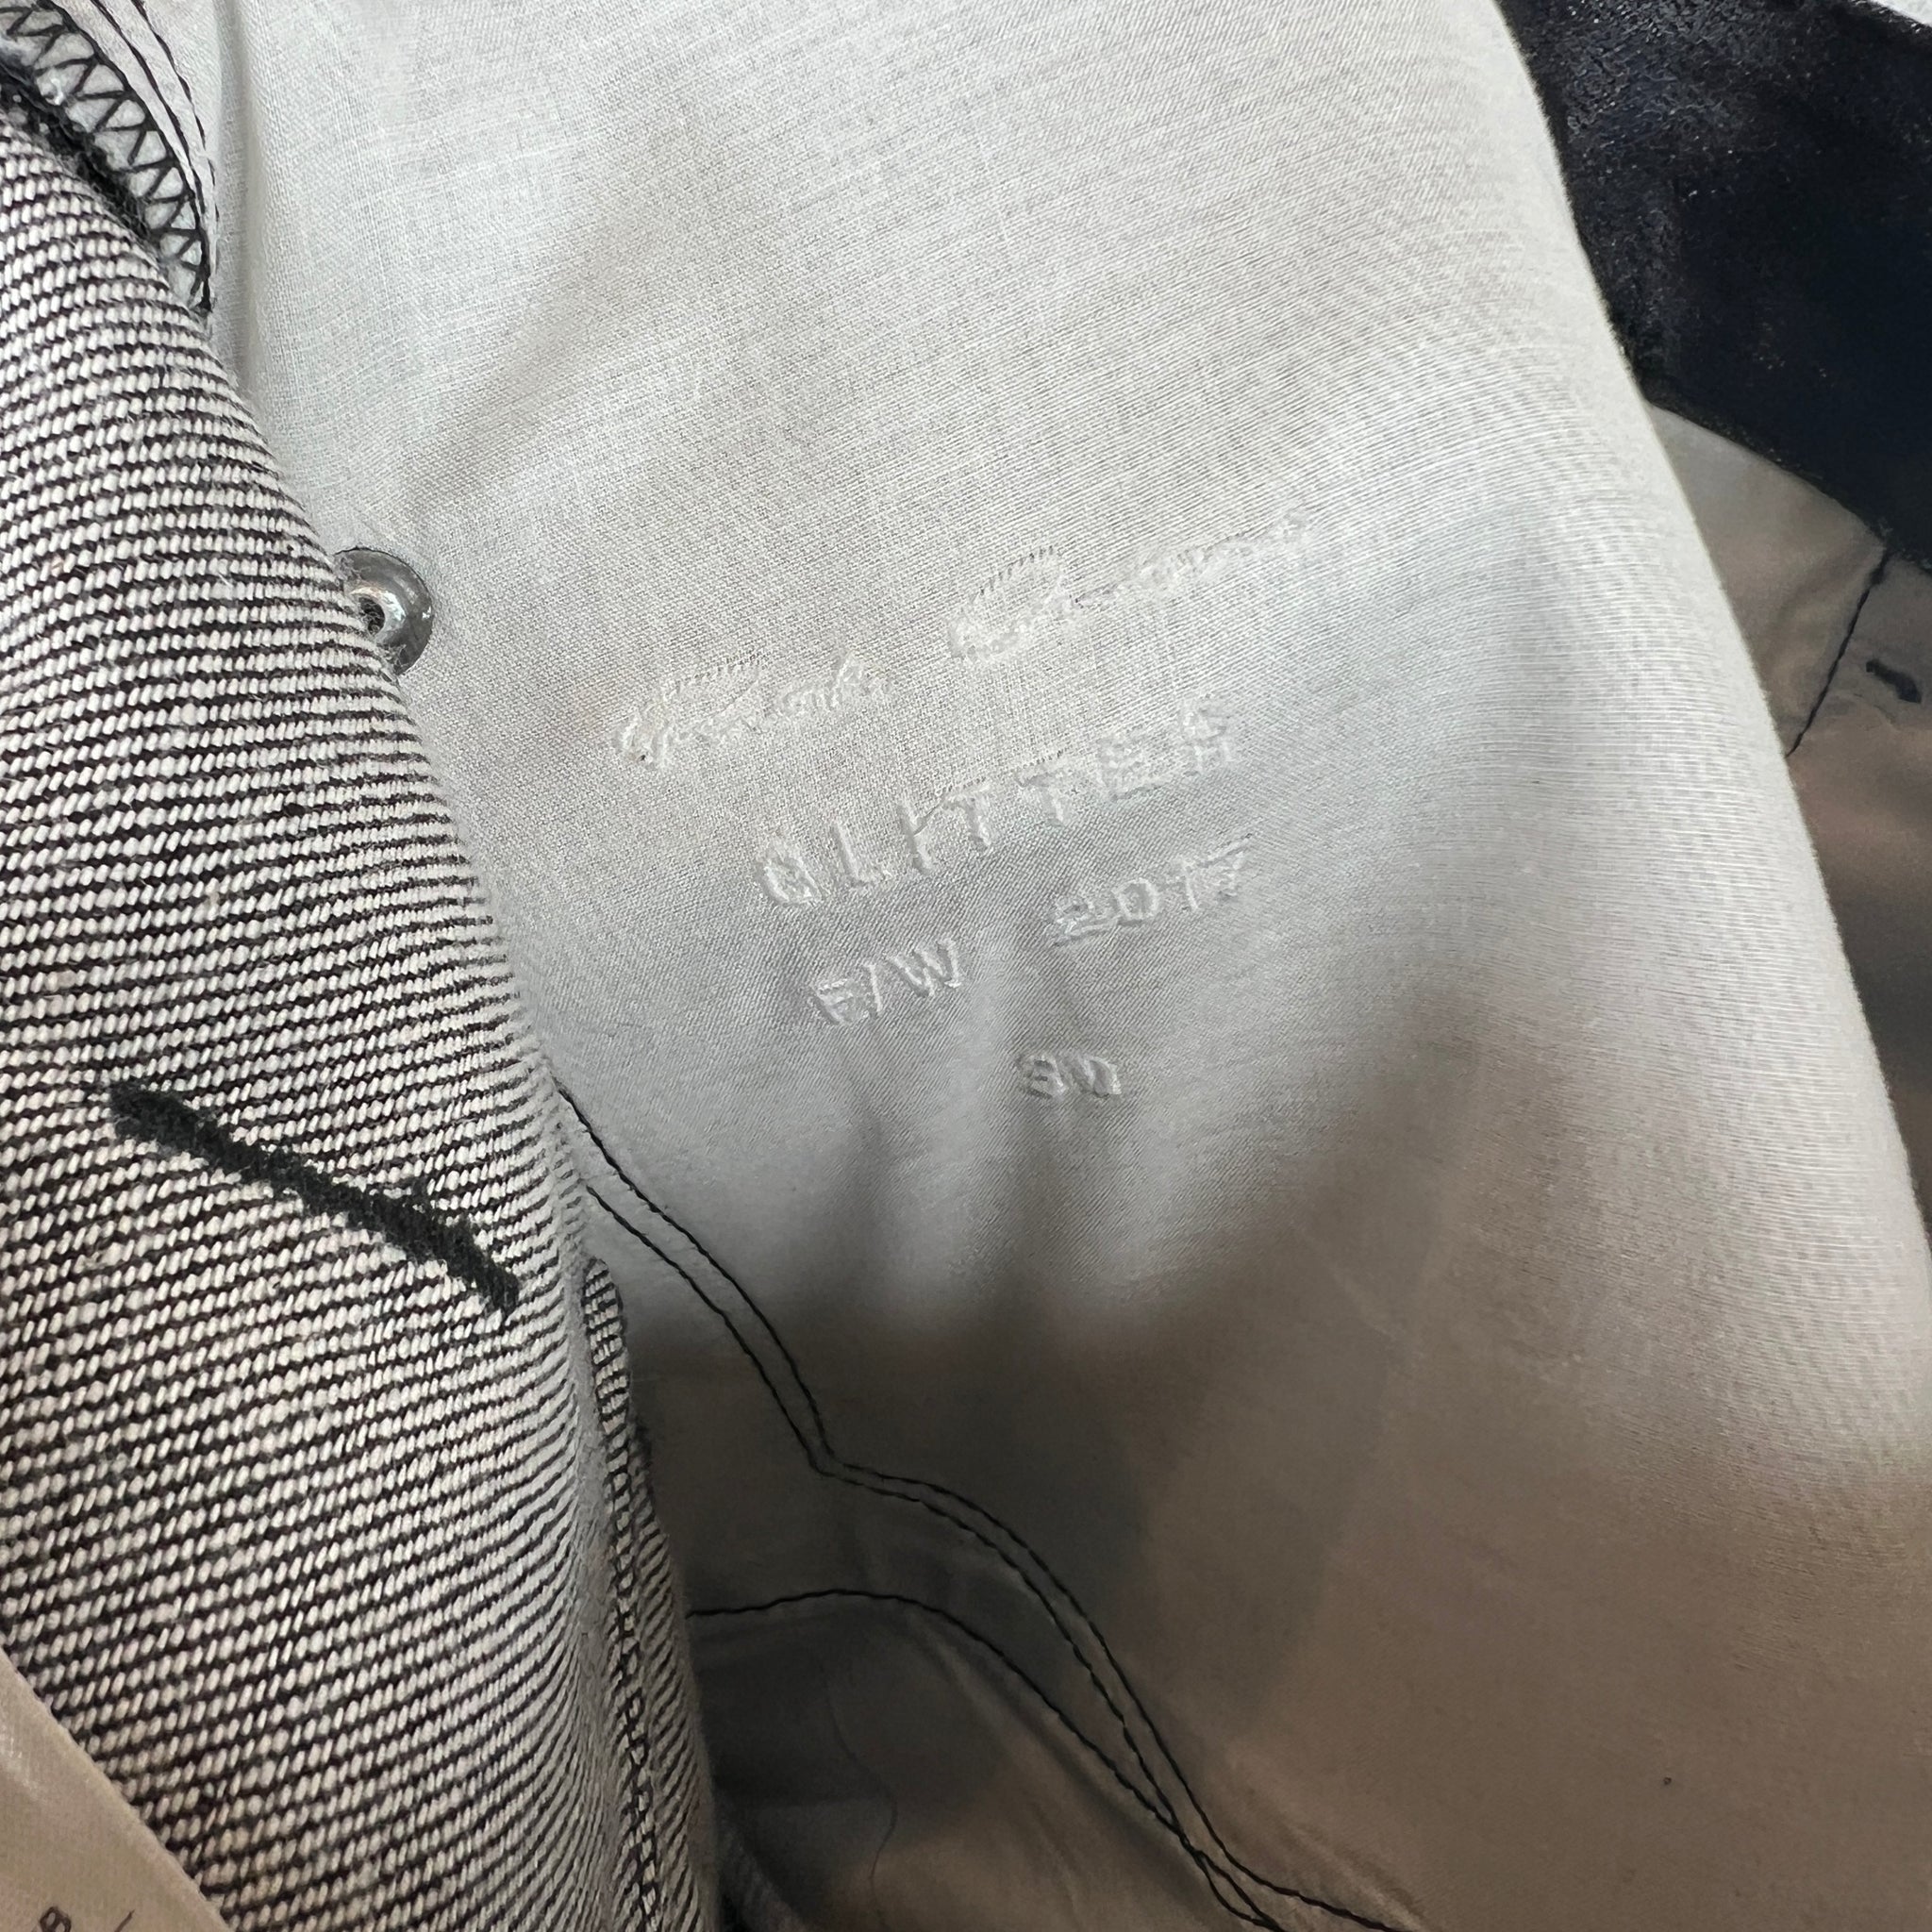 Rick Owens
GLITTER
F/W 2017
30